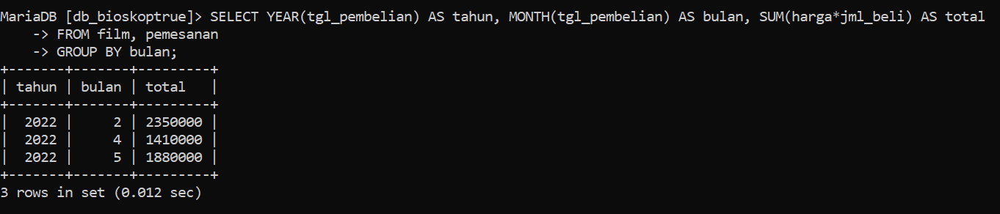 MariaDB [db_bioskoptrue]> SELECT YEAR(tgl_pembelian) AS tahun, MONTH(tgl_pembelian) AS bulan, SUM(harga*jml_beli) AS total
    -> FROM film, pemesanan
    -> GROUP BY bulan;
+-------+-------+---------+
| tahun | bulan | total   |
+-------+-------+---------+
|  2022 |     2 | 2350000 |
|  2022 |     4 | 1410000 |
|  2022 |     5 | 1880000 |
+-------+-------+---------+
3 rows in set (0.012 sec)